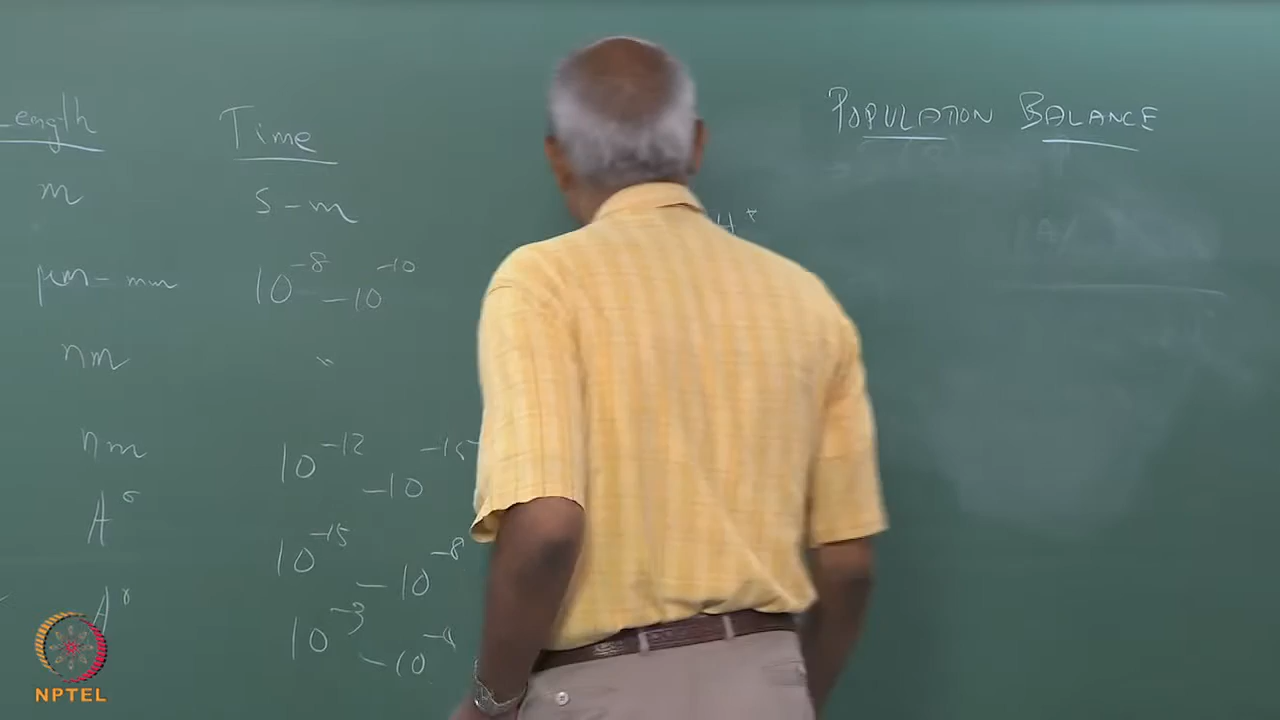 Length Time POPULATION BALANCE
m s - m
μm - mm 10⁻⁸ - 10⁻¹⁰
nm "
nm 10⁻¹² - 10⁻¹⁵
A° 10⁻¹⁵ - 10⁻⁸
A° 10⁻³ - 10⁻⁹
NPTEL